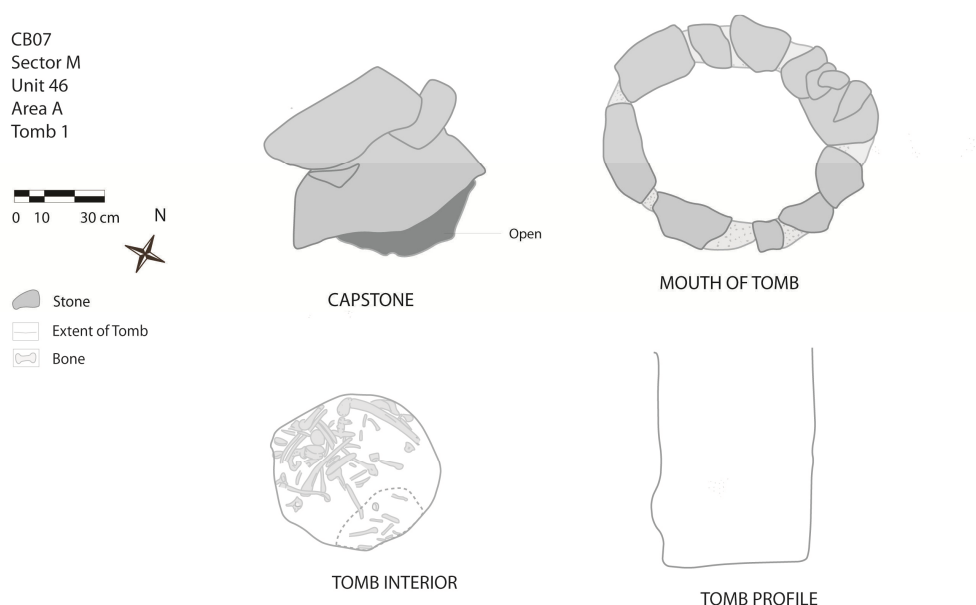 CB07
Sector M
Unit 46
Area A
Tomb 1
0 10 30 cm
N
Stone
Extent of Tomb
Bone
Open
CAPSTONE
MOUTH OF TOMB
TOMB INTERIOR
TOMB PROFILE